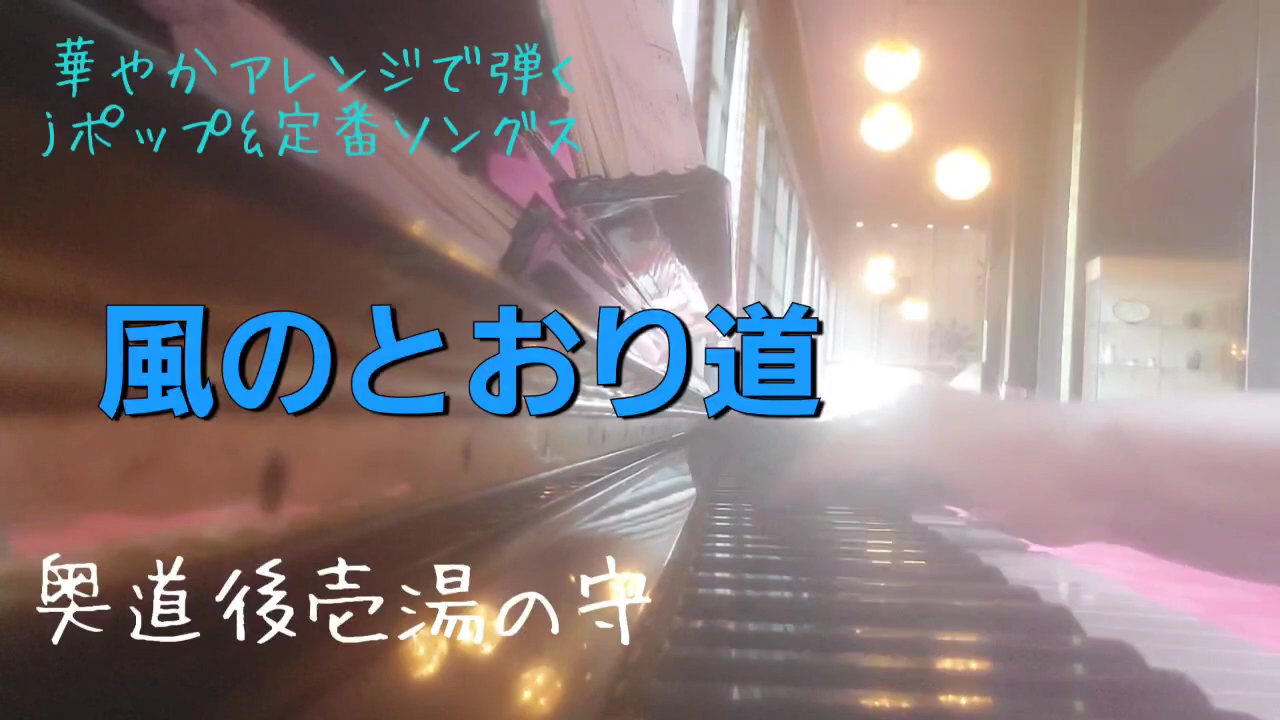 華やかアレンジで弾く
jポップ&定番ソングス
風のとおり道
奥道後壱湯の守